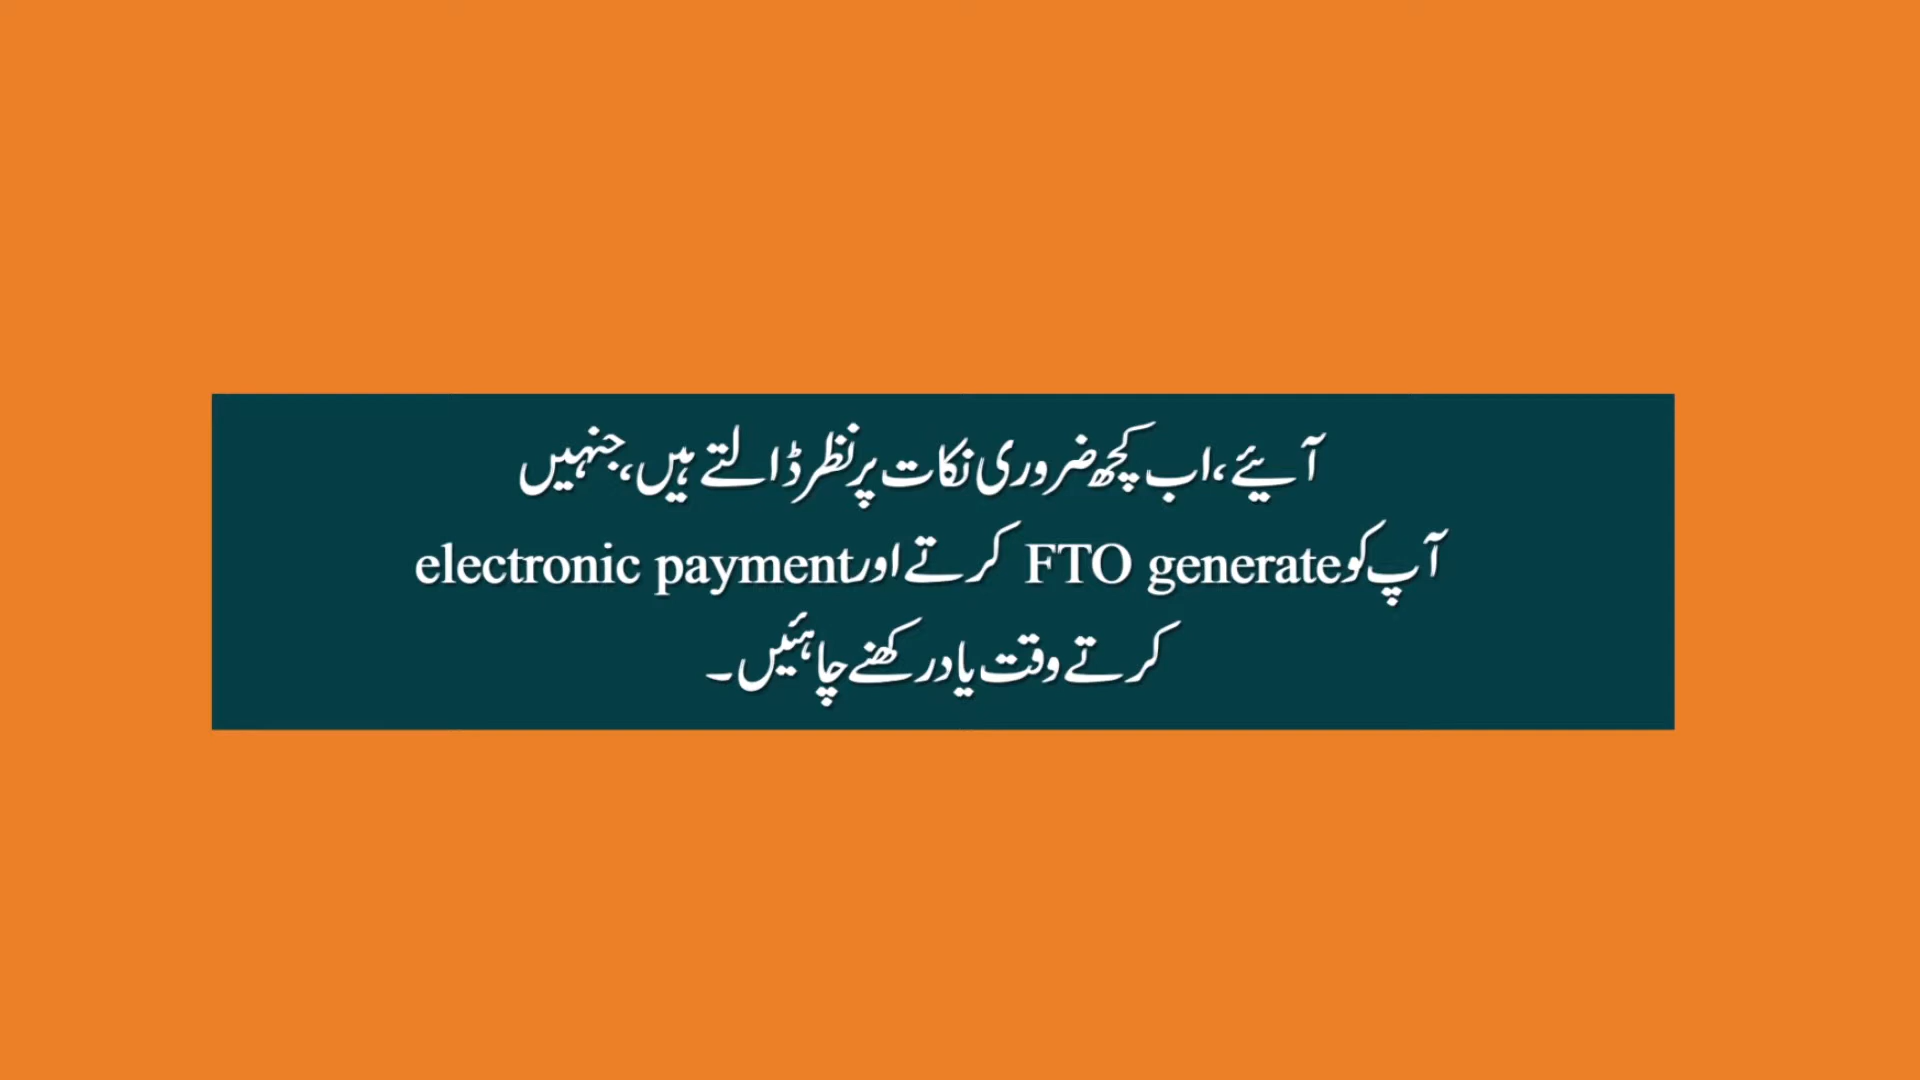 آیئے ،اب کچھ ضروری نکات پر نظر ڈالتے ہیں، جنہیں
آپ کو FTO generate کرتے اور electronic payment
کرتے وقت یاد رکھنے چاہئیں۔